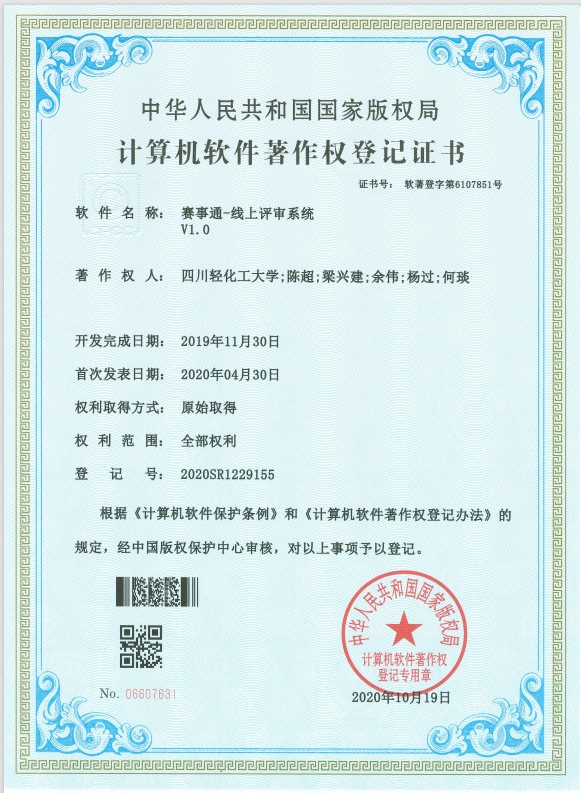 中华人民共和国国家版权局
计算机软件著作权登记证书
证书号： 软著登字第6107851号
软件名称： 赛事通-线上评审系统
V1.0
著作权人： 四川轻化工大学;陈超;梁兴建;余伟;杨过;何琰
开发完成日期： 2019年11月30日
首次发表日期： 2020年04月30日
权利取得方式： 原始取得
权利范围： 全部权利
登记号： 2020SR1229155
根据《计算机软件保护条例》和《计算机软件著作权登记办法》的
规定，经中国版权保护中心审核，对以上事项予以登记。
中华人民共和国国家版权局
计算机软件著作权
登记专用章
No. 06607631
2020年10月19日
CPCC